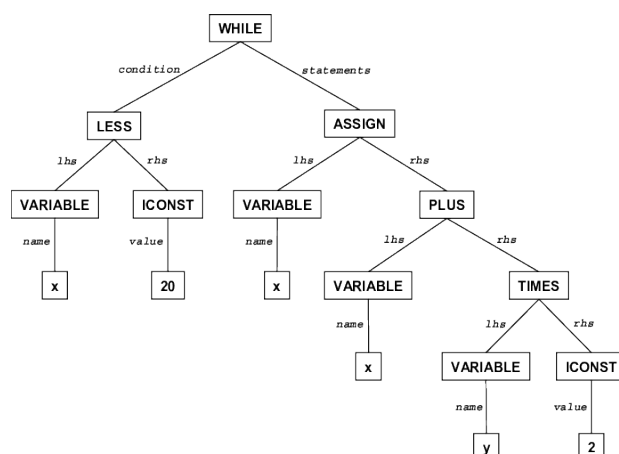 WHILE
condition statements
LESS ASSIGN
lhs rhs lhs rhs
VARIABLE ICONST VARIABLE PLUS
name value name lhs rhs
x 20 x VARIABLE TIMES
name lhs rhs
x VARIABLE ICONST
name value
y 2